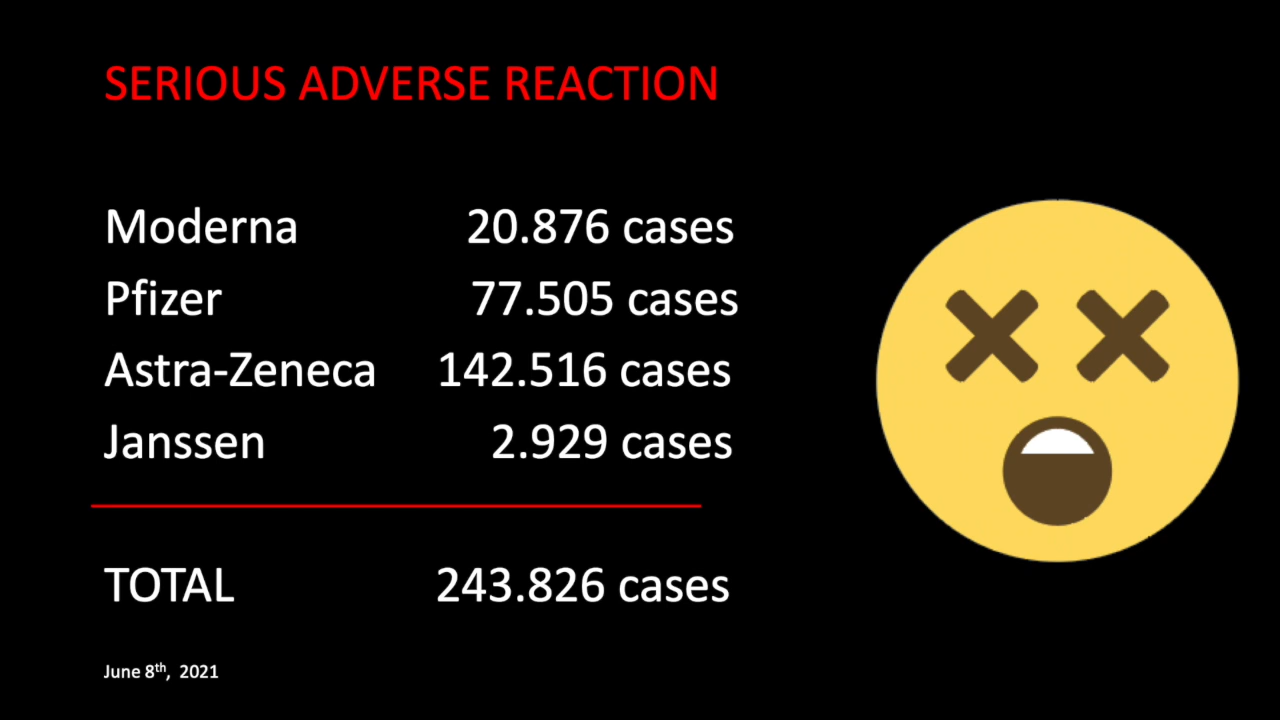 SERIOUS ADVERSE REACTION
Moderna 20.876 cases
Pfizer 77.505 cases
Astra-Zeneca 142.516 cases
Janssen 2.929 cases
TOTAL 243.826 cases
June 8th, 2021